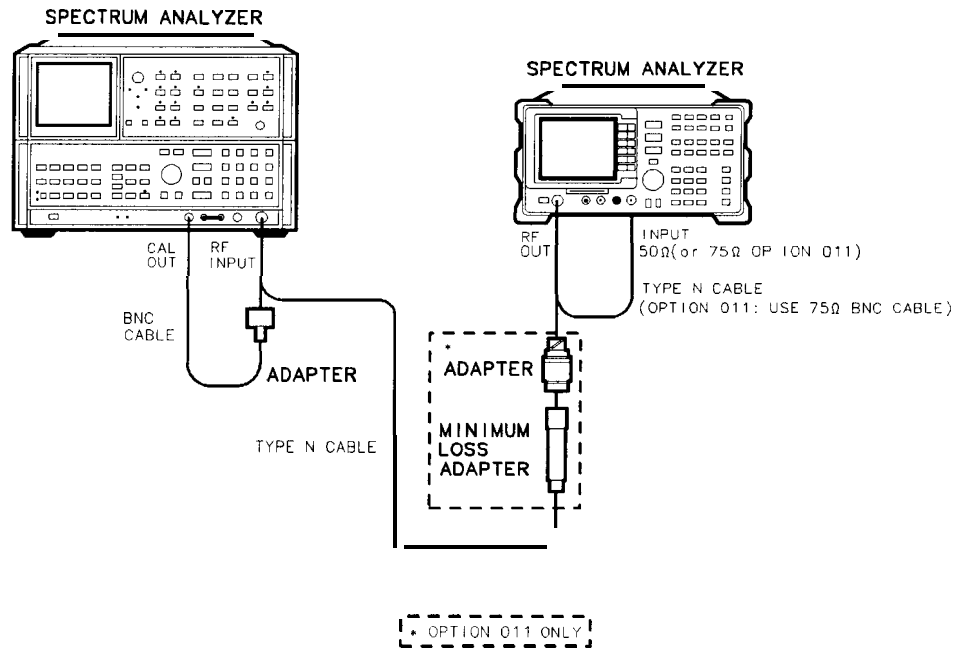 SPECTRUM ANALYZER
SPECTRUM ANALYZER
CAL
OUT
RF
INPUT
RF
OUT
INPUT
50Ω(or 75Ω OP ION 011)
TYPE N CABLE
(OPTION 011: USE 75Ω BNC CABLE)
BNC
CABLE
ADAPTER
*
ADAPTER
TYPE N CABLE
MINIMUM
LOSS
ADAPTER
* OPTION 011 ONLY